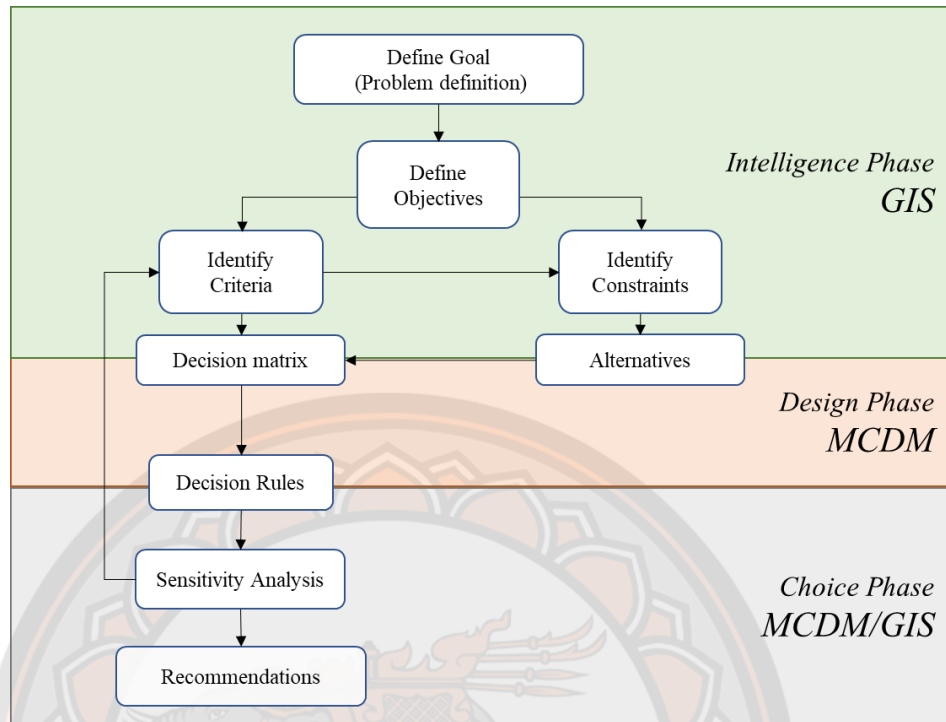 Define Goal
(Problem definition)
Define
Objectives
Intelligence Phase
GIS
Identify
Criteria
Identify
Constraints
Decision matrix
Alternatives
Design Phase
MCDM
Decision Rules
Sensitivity Analysis
Choice Phase
MCDM/GIS
Recommendations